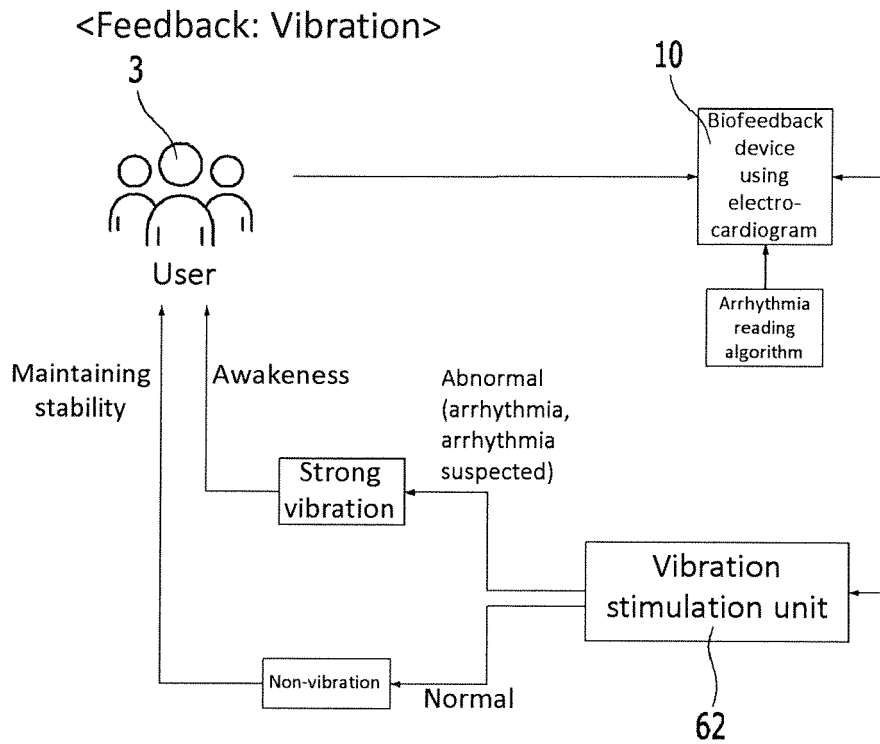 <Feedback: Vibration>
3
10
Biofeedback
device
using
electro-
cardiogram
User
Arrhythmia
reading
algorithm
Maintaining
stability
Awakeness
Abnormal
(arrhythmia,
arrhythmia
suspected)
Strong
vibration
Vibration
stimulation unit
Non-vibration
Normal
62